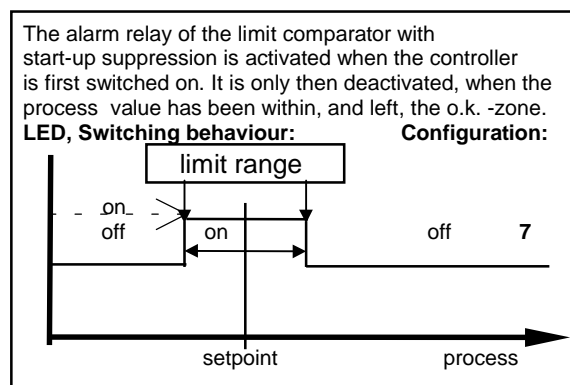 The alarm relay of the limit comparator with
start-up suppression is activated when the controller
is first switched on. It is only then deactivated, when the
process value has been within, and left, the o.k. -zone.
LED, Switching behaviour: Configuration:
limit range
on
off on off 7
setpoint process